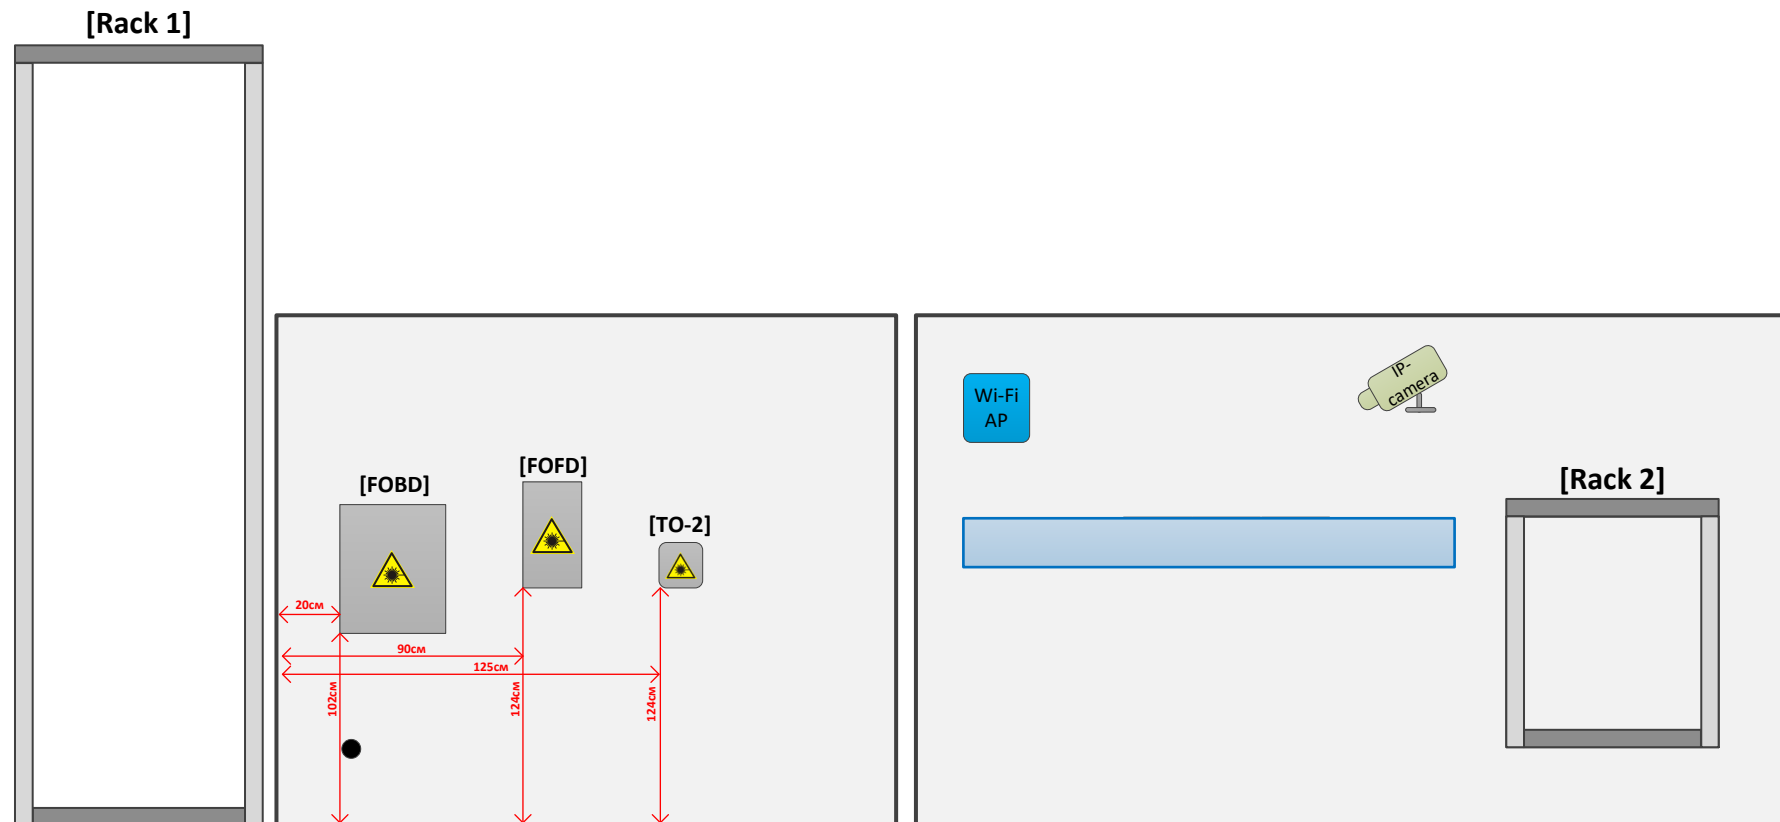 [Rack 1]
[FOBD]
[FOFD]
[TO-2]
20см
90см
125см
102см
124см
124см
Wi-Fi
AP
IP-
camera
[Rack 2]